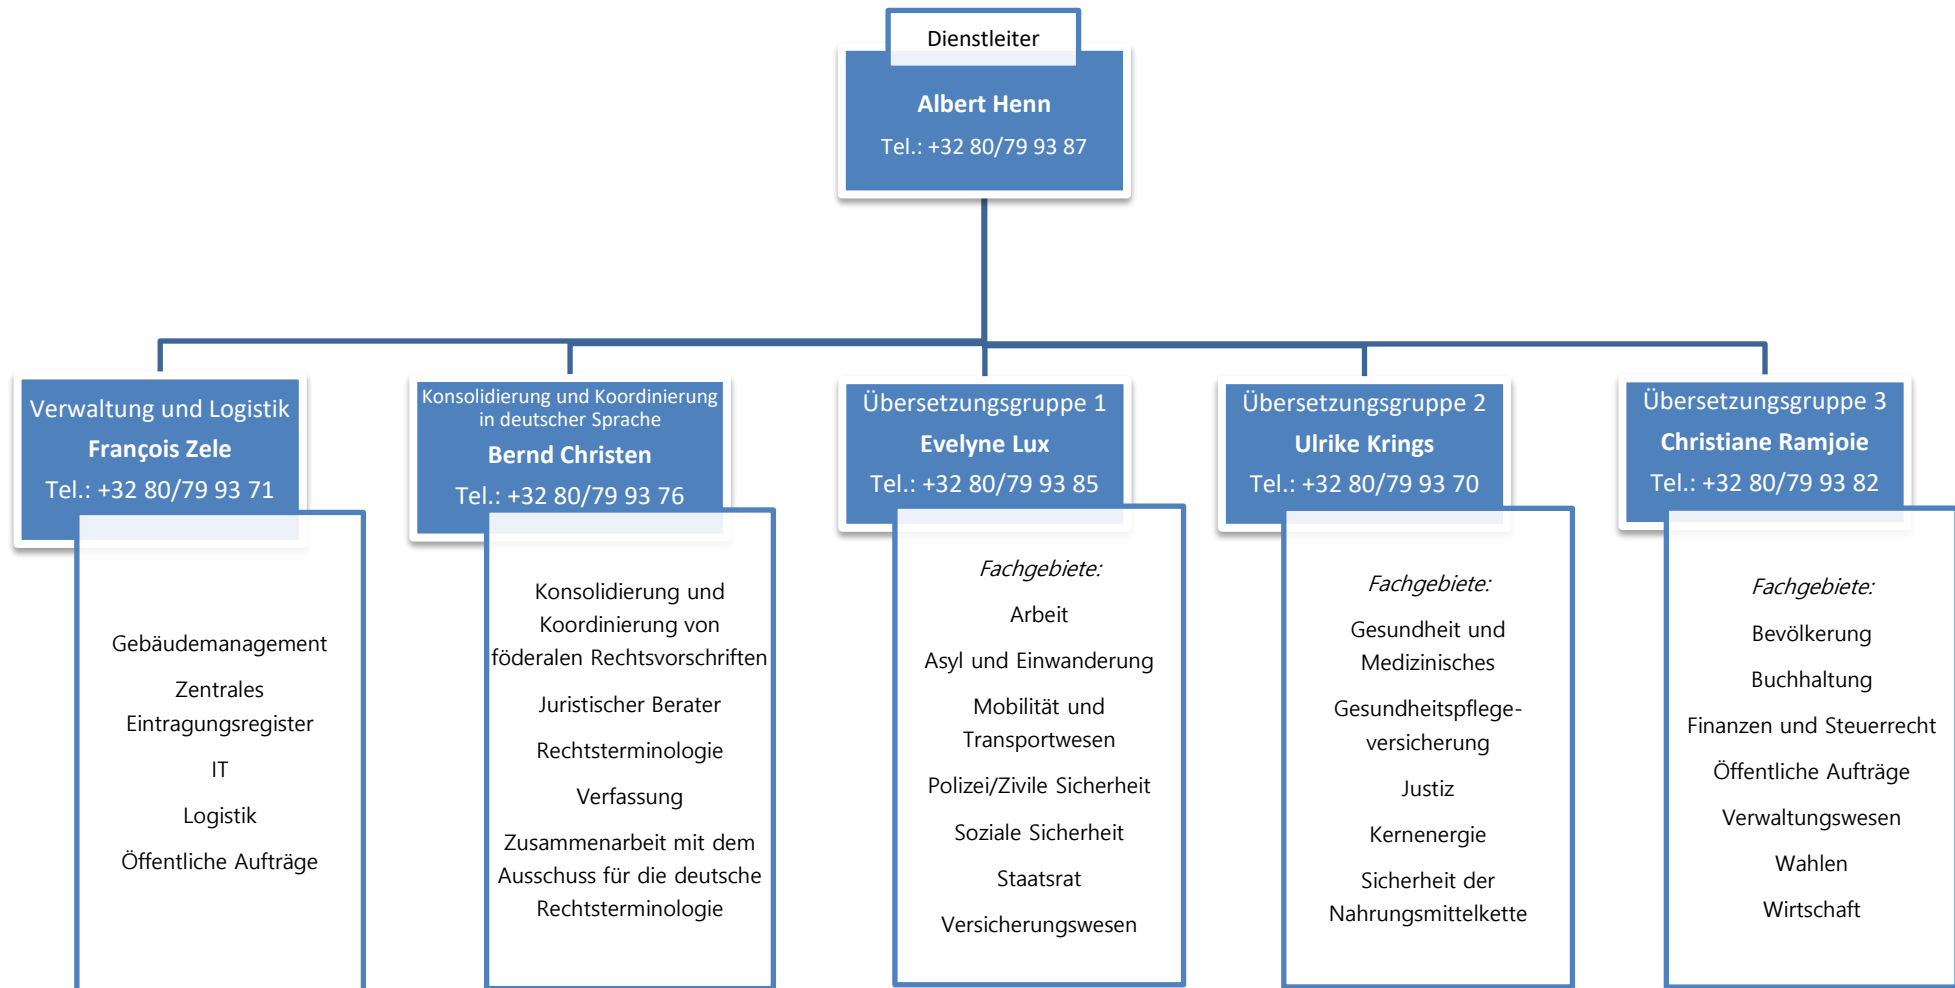 Dienstleiter
Albert Henn
Tel.: +32 80/79 93 87
Verwaltung und Logistik
François Zele
Tel.: +32 80/79 93 71
Gebäudemanagement
Zentrales
Eintragungsregister
IT
Logistik
Öffentliche Aufträge
Konsolidierung und Koordinierung
in deutscher Sprache
Bernd Christen
Tel.: +32 80/79 93 76
Konsolidierung und
Koordinierung von
föderalen Rechtsvorschriften
Juristischer Berater
Rechtsterminologie
Verfassung
Zusammenarbeit mit dem
Ausschuss für die deutsche
Rechtsterminologie
Übersetzungsgruppe 1
Evelyne Lux
Tel.: +32 80/79 93 85
Fachgebiete:
Arbeit
Asyl und Einwanderung
Mobilität und
Transportwesen
Polizei/Zivile Sicherheit
Soziale Sicherheit
Staatsrat
Versicherungswesen
Übersetzungsgruppe 2
Ulrike Krings
Tel.: +32 80/79 93 70
Fachgebiete:
Gesundheit und
Medizinisches
Gesundheitspflege-
versicherung
Justiz
Kernenergie
Sicherheit der
Nahrungsmittelkette
Übersetzungsgruppe 3
Christiane Ramjoie
Tel.: +32 80/79 93 82
Fachgebiete:
Bevölkerung
Buchhaltung
Finanzen und Steuerrecht
Öffentliche Aufträge
Verwaltungswesen
Wahlen
Wirtschaft